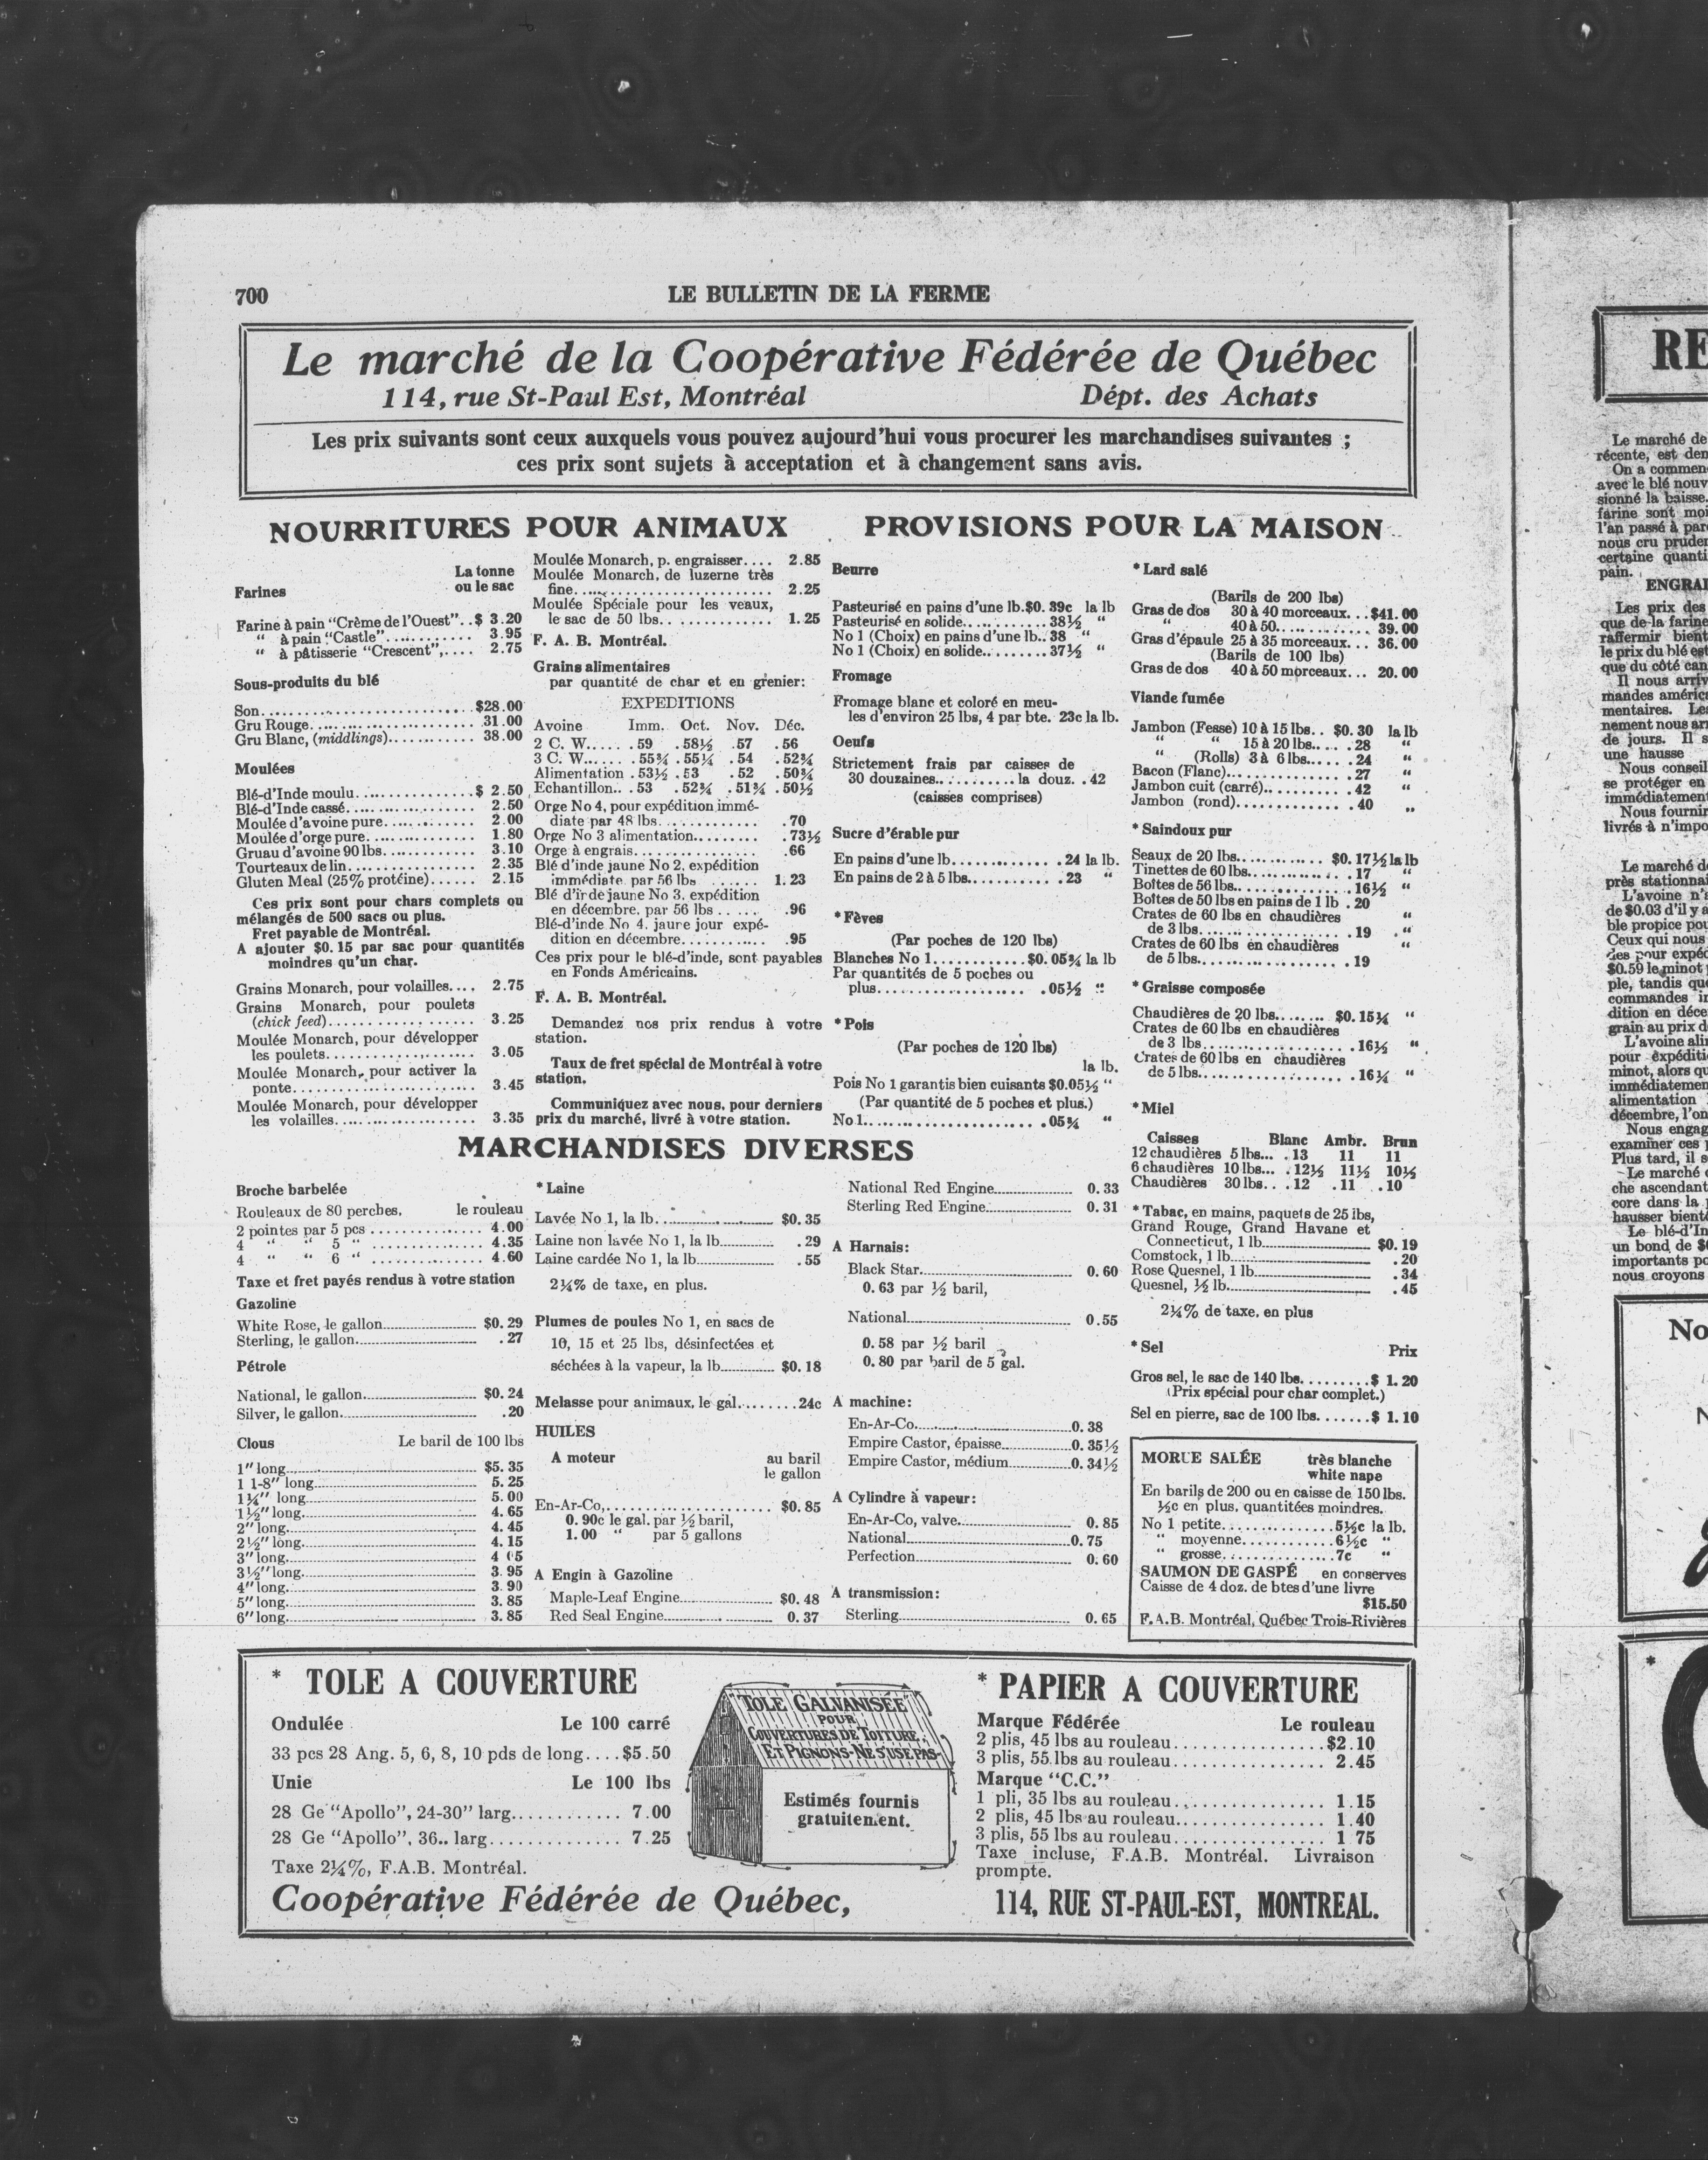 700
LE BULLETIN DE LA FERME
Le marché de la Coopérative Fédérée de Québec
114, rue St-Paul Est, Montréal Dépt. des Achats
Les prix suivants sont ceux auxquels vous pouvez aujourd'hui vous procurer les marchandises suivantes ;
ces prix sont sujets à acceptation et à changement sans avis.
NOURRITURES POUR ANIMAUX
La tonne
ou le sac
Farines
Farine à pain "Crème de l'Ouest"..$ 3.20
" à pain "Castle"........... 3.95
" à pâtisserie "Crescent",.... 2.75
Sous-produits du blé
Son.............................$28.00
Gru Rouge...................... 31.00
Gru Blanc, (middlings)............ 38.00
Moulées
Blé-d'Inde moulu...............$ 2.50
Blé-d'Inde cassé................. 2.50
Moulée d'avoine pure............. 2.00
Moulée d'orge pure............... 1.80
Gruau d'avoine 90 lbs............ 3.10
Tourteaux de lin................. 2.35
Gluten Meal (25% protéine)...... 2.15
Ces prix sont pour chars complets ou
mélangés de 500 sacs ou plus.
Fret payable de Montréal.
A ajouter $0.15 par sac pour quantités
moindres qu'un char.
Grains Monarch, pour volailles.... 2.75
Grains Monarch, pour poulets
(chick feed).................... 3.25
Moulée Monarch, pour développer
les poulets.................... 3.05
Moulée Monarch, pour activer la
ponte......................... 3.45
Moulée Monarch, pour développer
les volailles.................... 3.35
Moulée Monarch, p. engraisser.... 2.85
Moulée Monarch, de luzerne très
fine.......................... 2.25
Moulée Spéciale pour les veaux,
le sac de 50 lbs............... 1.25
F. A. B. Montréal.
Grains alimentaires
par quantité de char et en grenier:
EXPEDITIONS
Avoine Imm. Oct. Nov. Déc.
2 C. W...... .59 .58½ .57 .56
3 C. W...... .55¾ .55¼ .54 .52¾
Alimentation .53½ .53 .52 .50¾
Echantillon.. .53 .52¾ .51¾ .50½
Orge No 4, pour expédition immé-
diate par 48 lbs............. .70
Orge No 3 alimentation......... .73½
Orge à engrais................. .66
Blé d'inde jaune No 2, expédition
immédiate par 56 lbs ...... 1.23
Blé d'inde jaune No 3, expédition
en décembre, par 56 lbs ...... .96
Blé-d'inde No 4, jaure jour expé-
dition en décembre............ .95
Ces prix pour le blé-d'inde, sont payables
en Fonds Américains.
F. A. B. Montréal.
Demandez nos prix rendus à votre
station.
Taux de fret spécial de Montréal à votre
station.
Communiquez avec nous, pour derniers
prix du marché, livré à votre station.
PROVISIONS POUR LA MAISON
Beurre
Pasteurisé en pains d'une lb.$0.39c la lb
Pasteurisé en solide............38½ "
No 1 (Choix) en pains d'une lb..38 "
No 1 (Choix) en solide.........37½ "
Fromage
Fromage blanc et coloré en meu-
les d'environ 25 lbs, 4 par bte. 23c la lb.
Oeufs
Strictement frais par caisses de
30 douzaines............la douz. .42
(caisses comprises)
Sucre d'érable pur
En pains d'une lb............. .24 la lb.
En pains de 2 à 5 lbs........... .23 "
*Fèves
(Par poches de 120 lbs)
Blanches No 1............$0.05¾ la lb
Par quantités de 5 poches ou
plus..................... .05½ "
*Pois
(Par poches de 120 lbs)
la lb.
Pois No 1 garantis bien cuisants $0.05½ "
(Par quantité de 5 poches et plus.)
No 1......................... .05¾ "
*Lard salé
(Barils de 200 lbs)
Gras de dos 30 à 40 morceaux...$41.00
" 40 à 50............. 39.00
Gras d'épaule 25 à 35 morceaux... 36.00
(Barils de 100 lbs)
Gras de dos 40 à 50 morceaux... 20.00
Viande fumée
Jambon (Fesse) 10 à 15 lbs.. $0.30 la lb
" " 15 à 20 lbs..... .28 "
" (Rolls) 3 à 6 lbs...... .24 "
Bacon (Flanc)................ .27 "
Jambon cuit (carré)........... .42 "
Jambon (rond)............... .40 "
*Saindoux pur
Seaux de 20 lbs............. $0.17½ la lb
Tinettes de 60 lbs............. .17 "
Boîtes de 56 lbs.............. .16½ "
Boîtes de 50 lbs en pains de 1 lb .20
Crates de 60 lbs en chaudières "
de 3 lbs.................... .19 "
Crates de 60 lbs en chaudières "
de 5 lbs.................... .19
*Graisse composée
Chaudières de 20 lbs........ $0.15¼ "
Crates de 60 lbs en chaudières
de 3 lbs.................... .16½ "
Crates de 60 lbs en chaudières
de 5 lbs.................... .16¼ "
*Miel
Caisses Blanc Ambr. Brun
12 chaudières 5 lbs... .13 11 11
6 chaudières 10 lbs... .12½ 11½ 10½
Chaudières 30 lbs.. .12 .11 .10
*Tabac, en mains, paquets de 25 lbs,
Grand Rouge, Grand Havane et
Connecticut, 1 lb............ $0.19
Comstock, 1 lb............ .20
Rose Quesnel, 1 lb............ .34
Quesnel, ½ lb............ .45
2¼% de taxe, en plus
*Sel Prix
Gros sel, le sac de 140 lbs.........$ 1.20
(Prix spécial pour char complet.)
Sel en pierre, sac de 100 lbs.......$ 1.10
MORUE SALÉE très blanche
white nape
En barils de 200 ou en caisse de 150 lbs.
½c en plus, quantitées moindres.
No 1 petite..............5½c la lb.
" moyenne............6½c "
" grosse..............7c "
SAUMON DE GASPÉ en conserves
Caisse de 4 doz. de btes d'une livre
$15.50
F.A.B. Montréal, Québec Trois-Rivières
MARCHANDISES DIVERSES
Broche barbelée
Rouleaux de 80 perches, le rouleau
2 pointes par 5 pcs ................ 4.00
4 " " 5 " ................ 4.35
4 " " 6 " ................ 4.60
Taxe et fret payés rendus à votre station
Gazoline
White Rose, le gallon............ $0.29
Sterling, le gallon............ .27
Pétrole
National, le gallon............ $0.24
Silver, le gallon............ .20
Clous Le baril de 100 lbs
1" long............ $5.35
1 1-8" long............ 5.25
1¼" long............ 5.00
1½" long............ 4.65
2" long............ 4.45
2½" long............ 4.15
3" long............ 4 05
3½" long............ 3.95
4" long............ 3.90
5" long............ 3.85
6" long............ 3.85
*Laine
Lavée No 1, la lb............ $0.35
Laine non lavée No 1, la lb............ .29
Laine cardée No 1, la lb............ .55
2¼% de taxe, en plus.
Plumes de poules No 1, en sacs de
10, 15 et 25 lbs, désinfectées et
séchées à la vapeur, la lb............ $0.18
Melasse pour animaux, le gal........24c
HUILES
A moteur au baril
le gallon
En-Ar-Co,........................ $0.85
0.90c le gal. par ½ baril,
1.00 " par 5 gallons
A Engin à Gazoline
Maple-Leaf Engine............ $0.48
Red Seal Engine............ 0.37
National Red Engine............ 0.33
Sterling Red Engine............ 0.31
A Harnais:
Black Star............ 0.60
0.63 par ½ baril,
National............ 0.55
0.58 par ½ baril
0.80 par baril de 5 gal.
A machine:
En-Ar-Co............0.38
Empire Castor, épaisse............0.35½
Empire Castor, médium............0.34½
A Cylindre à vapeur:
En-Ar-Co, valve............ 0.85
National............0.75
Perfection............ 0.60
A transmission:
Sterling............ 0.65
* TOLE A COUVERTURE
Ondulée Le 100 carré
33 pcs 28 Ang. 5, 6, 8, 10 pds de long....$5.50
Unie Le 100 lbs
28 Ge "Apollo", 24-30" larg............ 7.00
28 Ge "Apollo", 36.. larg.............. 7.25
Taxe 2¼%, F.A.B. Montréal.
TOLE GALVANISÉE
POUR
COUVERTURES DE TOITURE
ET PIGNONS-NE S'USE PAS
Estimés fournis
gratuitement.
* PAPIER A COUVERTURE
Marque Fédérée Le rouleau
2 plis, 45 lbs au rouleau................$2.10
3 plis, 55 lbs au rouleau................ 2.45
Marque "C.C."
1 pli, 35 lbs au rouleau................ 1.15
2 plis, 45 lbs au rouleau................ 1.40
3 plis, 55 lbs au rouleau................ 1 75
Taxe incluse, F.A.B. Montréal. Livraison
prompte.
Coopérative Fédérée de Québec, 114, RUE ST-PAUL-EST, MONTREAL.
RE
Le marché de
récente, est
On a
avec le blé
sionné la baisse.
farine sont
l'an passé à
nous cru
certaine
pain.
Les prix des
que de la farine
raffermir
le prix du blé est
que du côté
Il nous